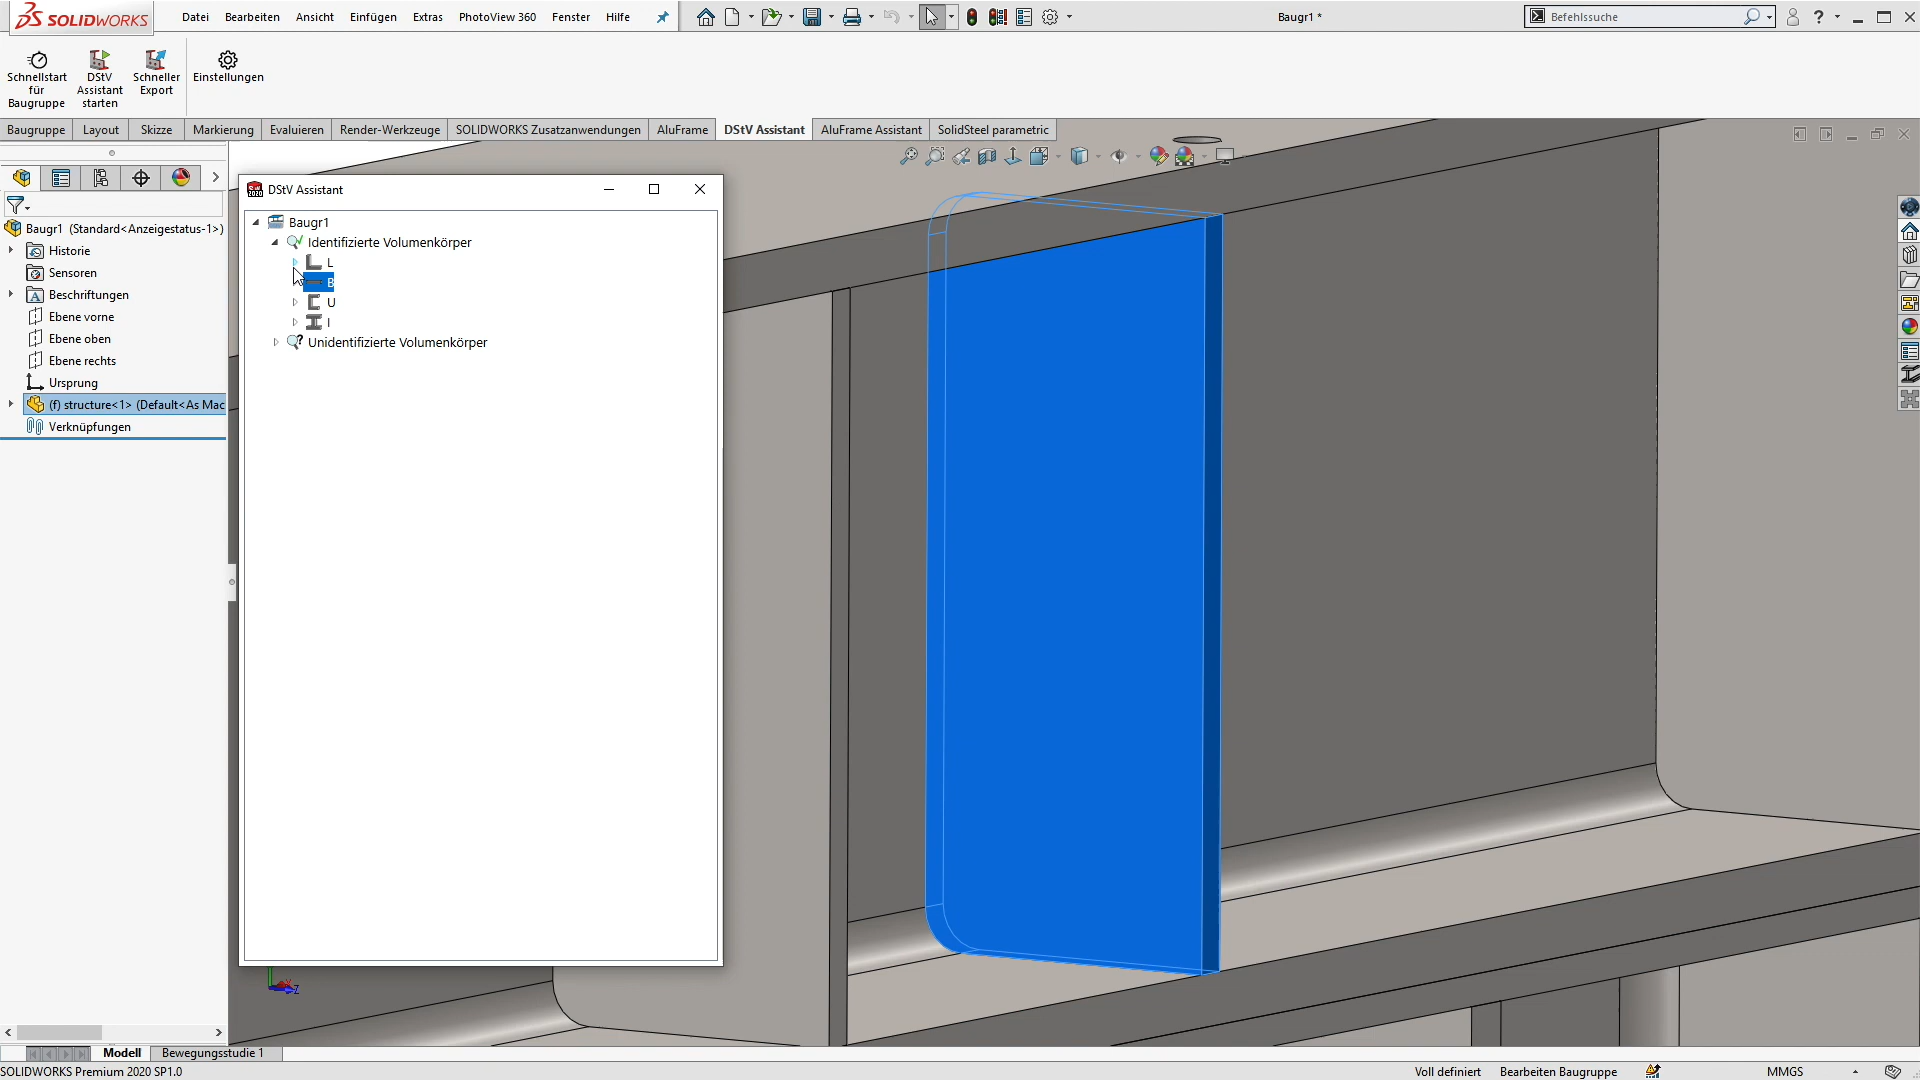 SOLIDWORKS
Datei Bearbeiten Ansicht Einfügen Extras PhotoView 360 Fenster Hilfe
Baugr1 *
Befehlssuche
?
Schnellstart für Baugruppe
DStV Assistant starten
Schneller Export
Einstellungen
Baugruppe Layout Skizze Markierung Evaluieren Render-Werkzeuge SOLIDWORKS Zusatzanwendungen AluFrame DStV Assistant AluFrame Assistant SolidSteel parametric
Baugr1 (Standard<Anzeigestatus-1>)
Historie
Sensoren
Beschriftungen
Ebene vorne
Ebene oben
Ebene rechts
Ursprung
(f) structure<1> (Default<As Mac
Verknüpfungen
DStV Assistant
Baugr1
Identifizierte Volumenkörper
L
B
U
I
Unidentifizierte Volumenkörper
Z
Modell Bewegungsstudie 1
SOLIDWORKS Premium 2020 SP1.0
Voll definiert Bearbeiten Baugruppe MMGS